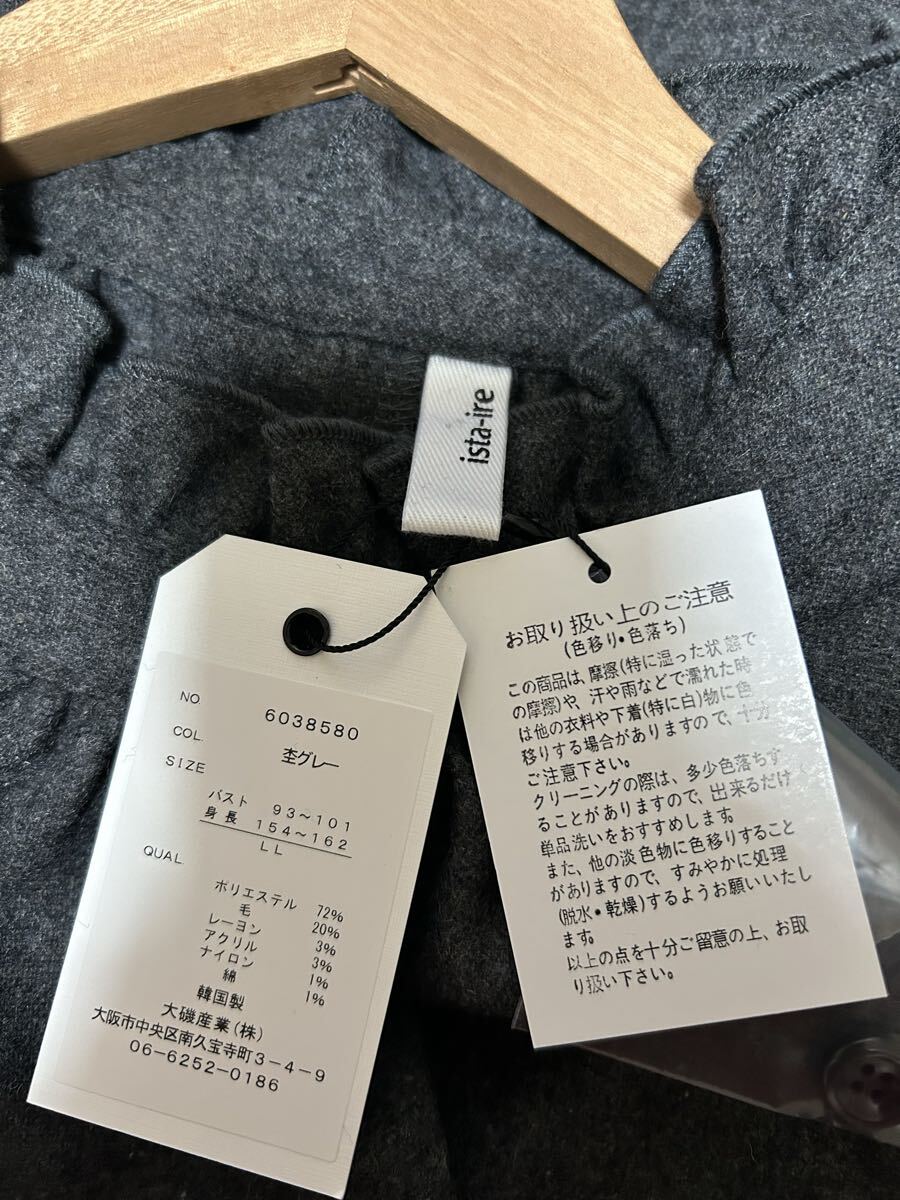 ista-ire
NO 6038580
COL. 杢グレー
SIZE
バスト 93〜101
身長 154〜162
LL
QUAL
ポリエステル 72%
毛 20%
レーヨン 3%
アクリル 3%
ナイロン 1%
綿 1%
韓国製
大磯産業(株)
大阪市中央区南久宝寺町3-4-9
06-6252-0186
お取り扱い上のご注意
(色移り・色落ち)
この商品は、摩擦(特に湿った状態で
の摩擦)や、汗や雨などで濡れた時
は他の衣料や下着(特に白)物に色
移りする場合がありますので、十分
ご注意下さい。
クリーニングの際は、多少色落ちす
ることがありますので、出来るだけ
単品洗いをおすすめします。
また、他の淡色物に色移りすること
がありますので、すみやかに処理
(脱水・乾燥)するようお願いいたし
ます。
以上の点を十分ご留意の上、お取
り扱い下さい。